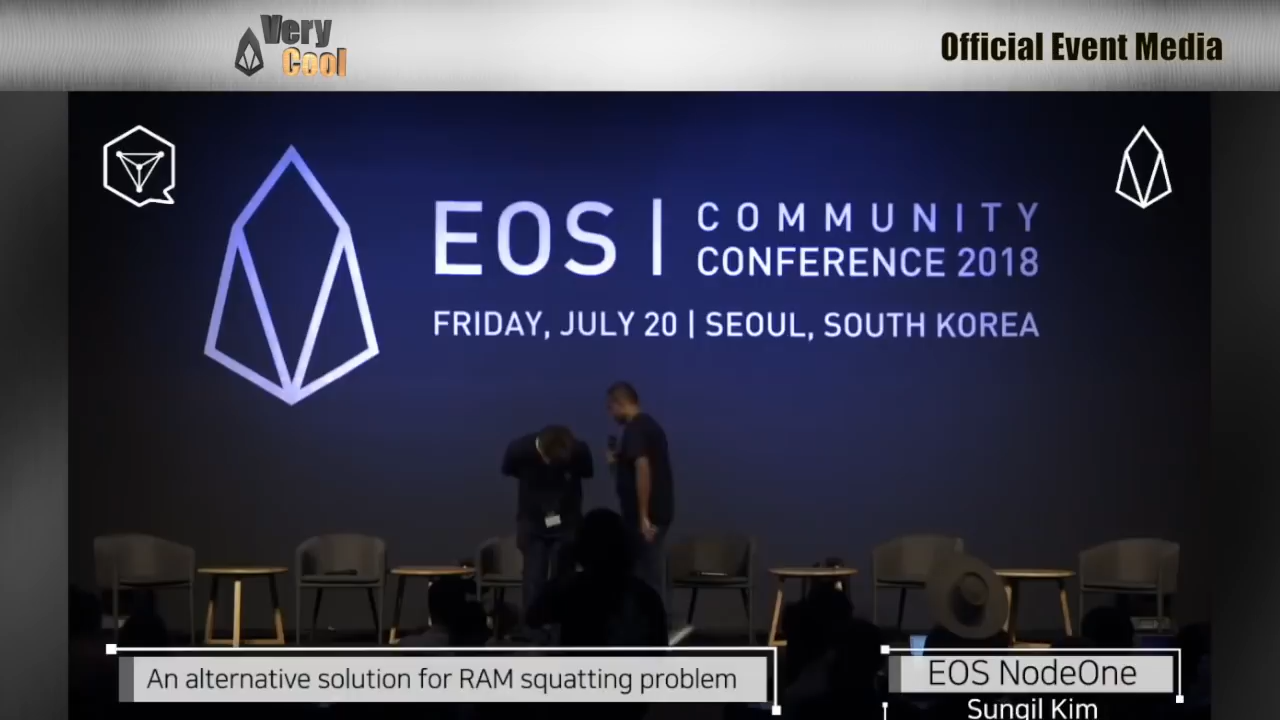 Very
Cool
Official Event Media
EOS | COMMUNITY
CONFERENCE 2018
FRIDAY, JULY 20 | SEOUL, SOUTH KOREA
An alternative solution for RAM squatting problem
EOS NodeOne
Sungil Kim